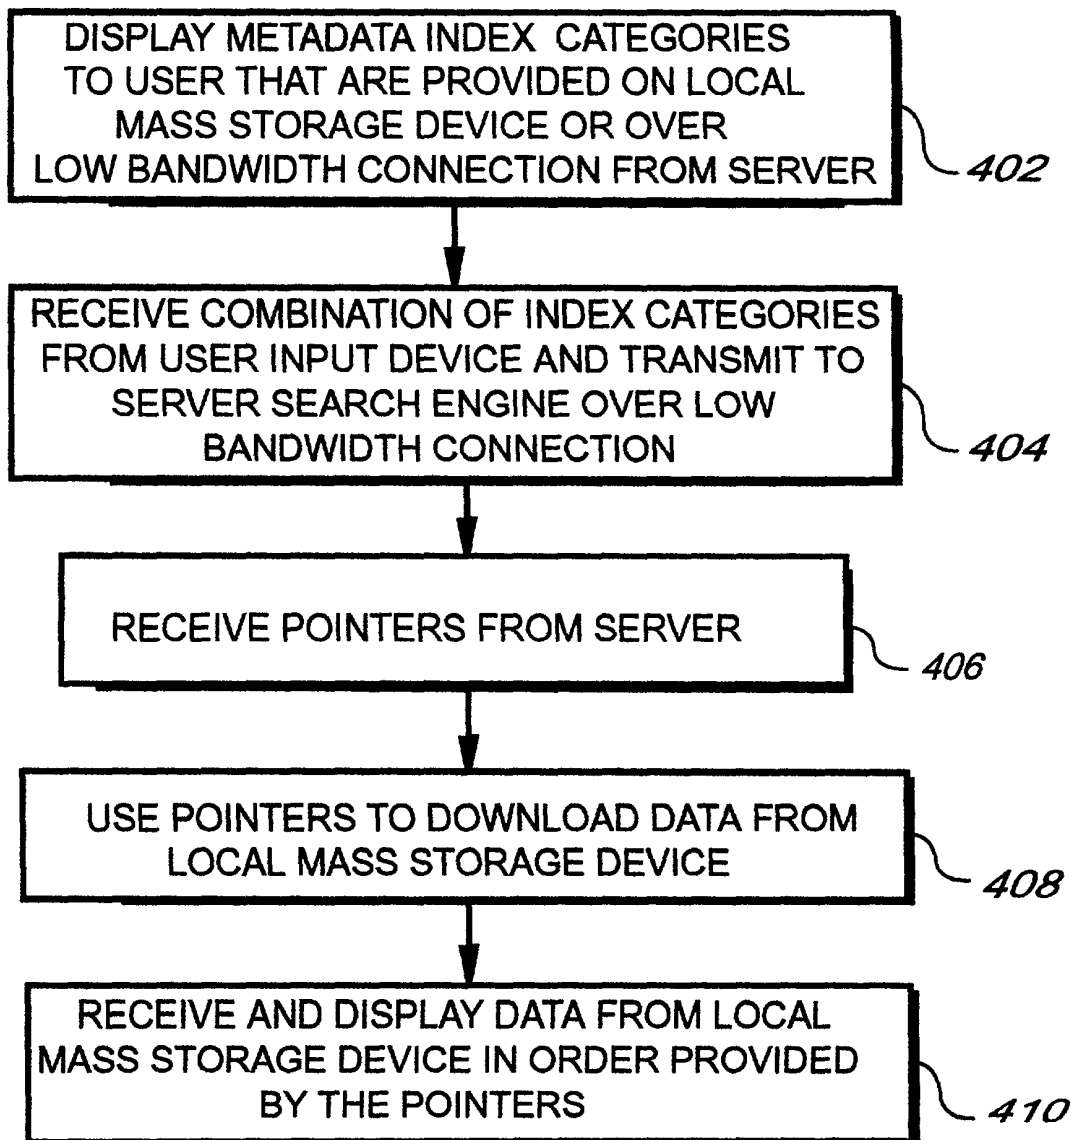 DISPLAY METADATA INDEX CATEGORIES
TO USER THAT ARE PROVIDED ON LOCAL
MASS STORAGE DEVICE OR OVER
LOW BANDWIDTH CONNECTION FROM SERVER
402
RECEIVE COMBINATION OF INDEX CATEGORIES
FROM USER INPUT DEVICE AND TRANSMIT TO
SERVER SEARCH ENGINE OVER LOW
BANDWIDTH CONNECTION
404
RECEIVE POINTERS FROM SERVER
406
USE POINTERS TO DOWNLOAD DATA FROM
LOCAL MASS STORAGE DEVICE
408
RECEIVE AND DISPLAY DATA FROM LOCAL
MASS STORAGE DEVICE IN ORDER PROVIDED
BY THE POINTERS
410